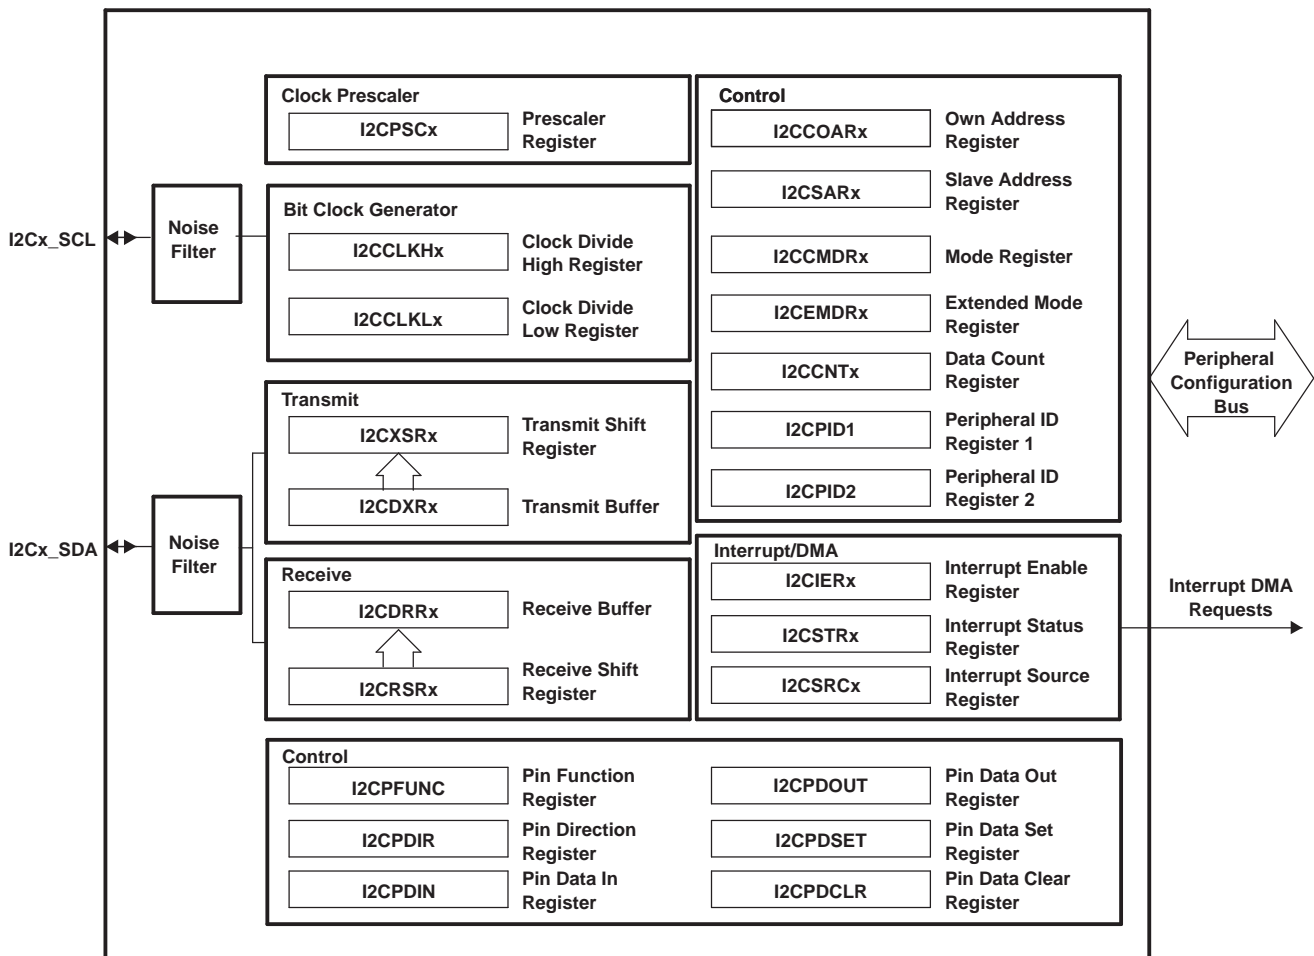 Clock Prescaler
I2CPSCx
Prescaler
Register
I2Cx_SCL
Noise
Filter
Bit Clock Generator
I2CCLKHx
Clock Divide
High Register
I2CCLKLx
Clock Divide
Low Register
Transmit
I2CXSRx
Transmit Shift
Register
I2CDXRx
Transmit Buffer
I2Cx_SDA
Noise
Filter
Receive
I2CDRRx
Receive Buffer
I2CRSRx
Receive Shift
Register
Control
I2CCOARx
Own Address
Register
I2CSARx
Slave Address
Register
I2CCMDRx
Mode Register
I2CEMDRx
Extended Mode
Register
I2CCNTx
Data Count
Register
I2CPID1
Peripheral ID
Register 1
I2CPID2
Peripheral ID
Register 2
Peripheral
Configuration
Bus
Interrupt/DMA
I2CIERx
Interrupt Enable
Register
I2CSTRx
Interrupt Status
Register
I2CSRCx
Interrupt Source
Register
Interrupt DMA
Requests
Control
I2CPFUNC
Pin Function
Register
I2CPDIR
Pin Direction
Register
I2CPDIN
Pin Data In
Register
I2CPDOUT
Pin Data Out
Register
I2CPDSET
Pin Data Set
Register
I2CPDCLR
Pin Data Clear
Register